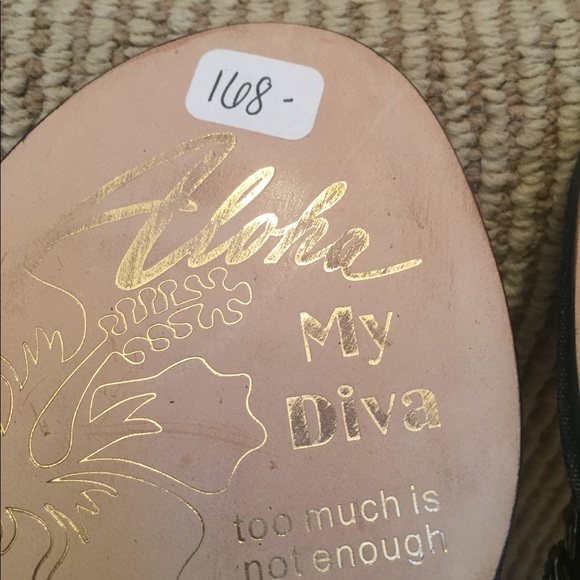 168-
Aloha
My
Diva
too much is
not enough